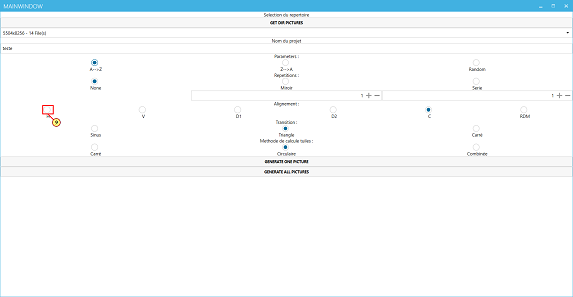 MAINWINDOW
Selection du repertoire
GET DIR PICTURES
5504x8256 - 14 File(s)
Nom du projet
teste
Parameters :
A-->Z Z-->A Random
Repetitions :
None Miroir Serie
1 + − 1 + −
Alignement :
V D1 D2 C RDM
Transition :
Sinus Triangle Carré
Methode de calcule tuiles :
Carré Circulaire Combinée
GENERATE ONE PICTURE
GENERATE ALL PICTURES